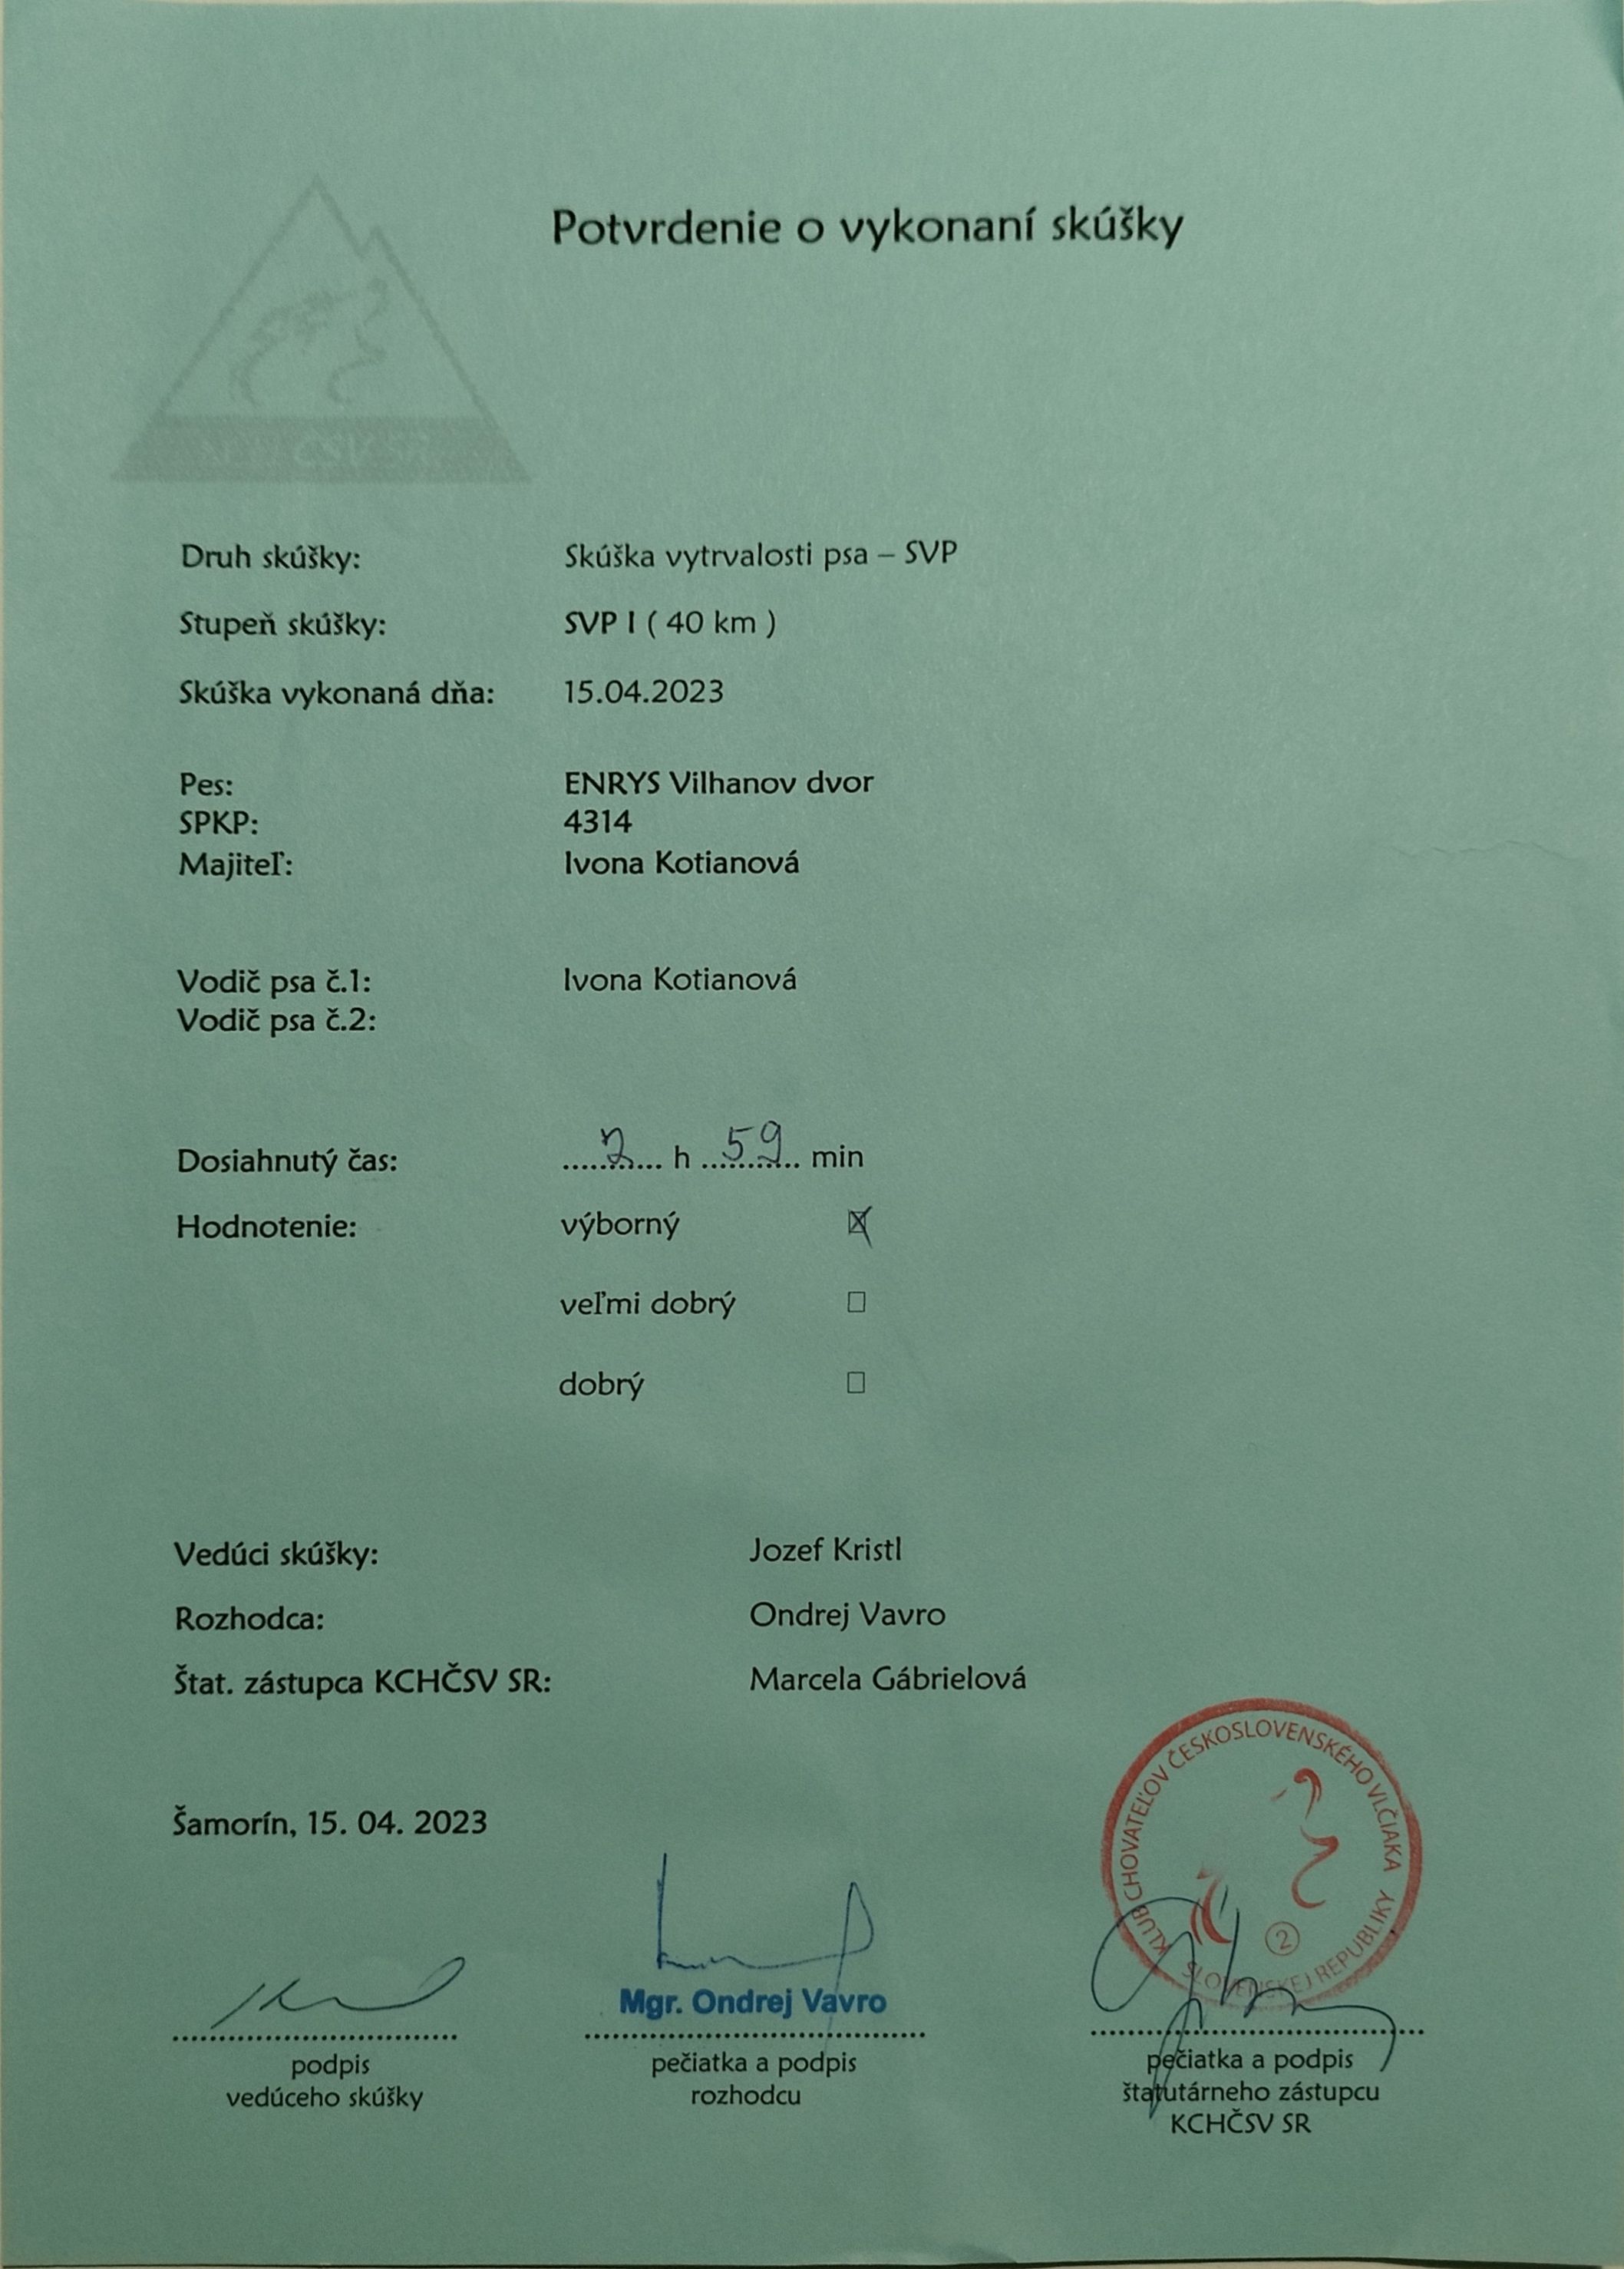 Potvrdenie o vykonaní skúšky
ČSV SR
Druh skúšky: Skúška vytrvalosti psa – SVP
Stupeň skúšky: SVP I ( 40 km )
Skúška vykonaná dňa: 15.04.2023
Pes: ENRYS Vilhanov dvor
SPKP: 4314
Majiteľ: Ivona Kotianová
Vodič psa č.1: Ivona Kotianová
Vodič psa č.2:
Dosiahnutý čas: 2 h 59 min
Hodnotenie: výborný ☒
veľmi dobrý ☐
dobrý ☐
Vedúci skúšky: Jozef Kristl
Rozhodca: Ondrej Vavro
Štat. zástupca KCHČSV SR: Marcela Gábrielová
KLUB CHOVATEĽOV ČESKOSLOVENSKÉHO VLČIAKA
SLOVENSKEJ REPUBLIKY
2
Šamorín, 15. 04. 2023
Mgr. Ondrej Vavro
podpis
vedúceho skúšky
pečiatka a podpis
rozhodcu
pečiatka a podpis
štatutárneho zástupcu
KCHČSV SR